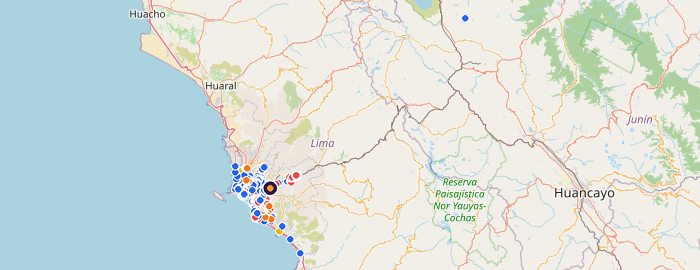 Huacho
Huaral
Lima
Junín
Reserva
Paisajística
Nor Yauyos-
Cochas
Huancayo